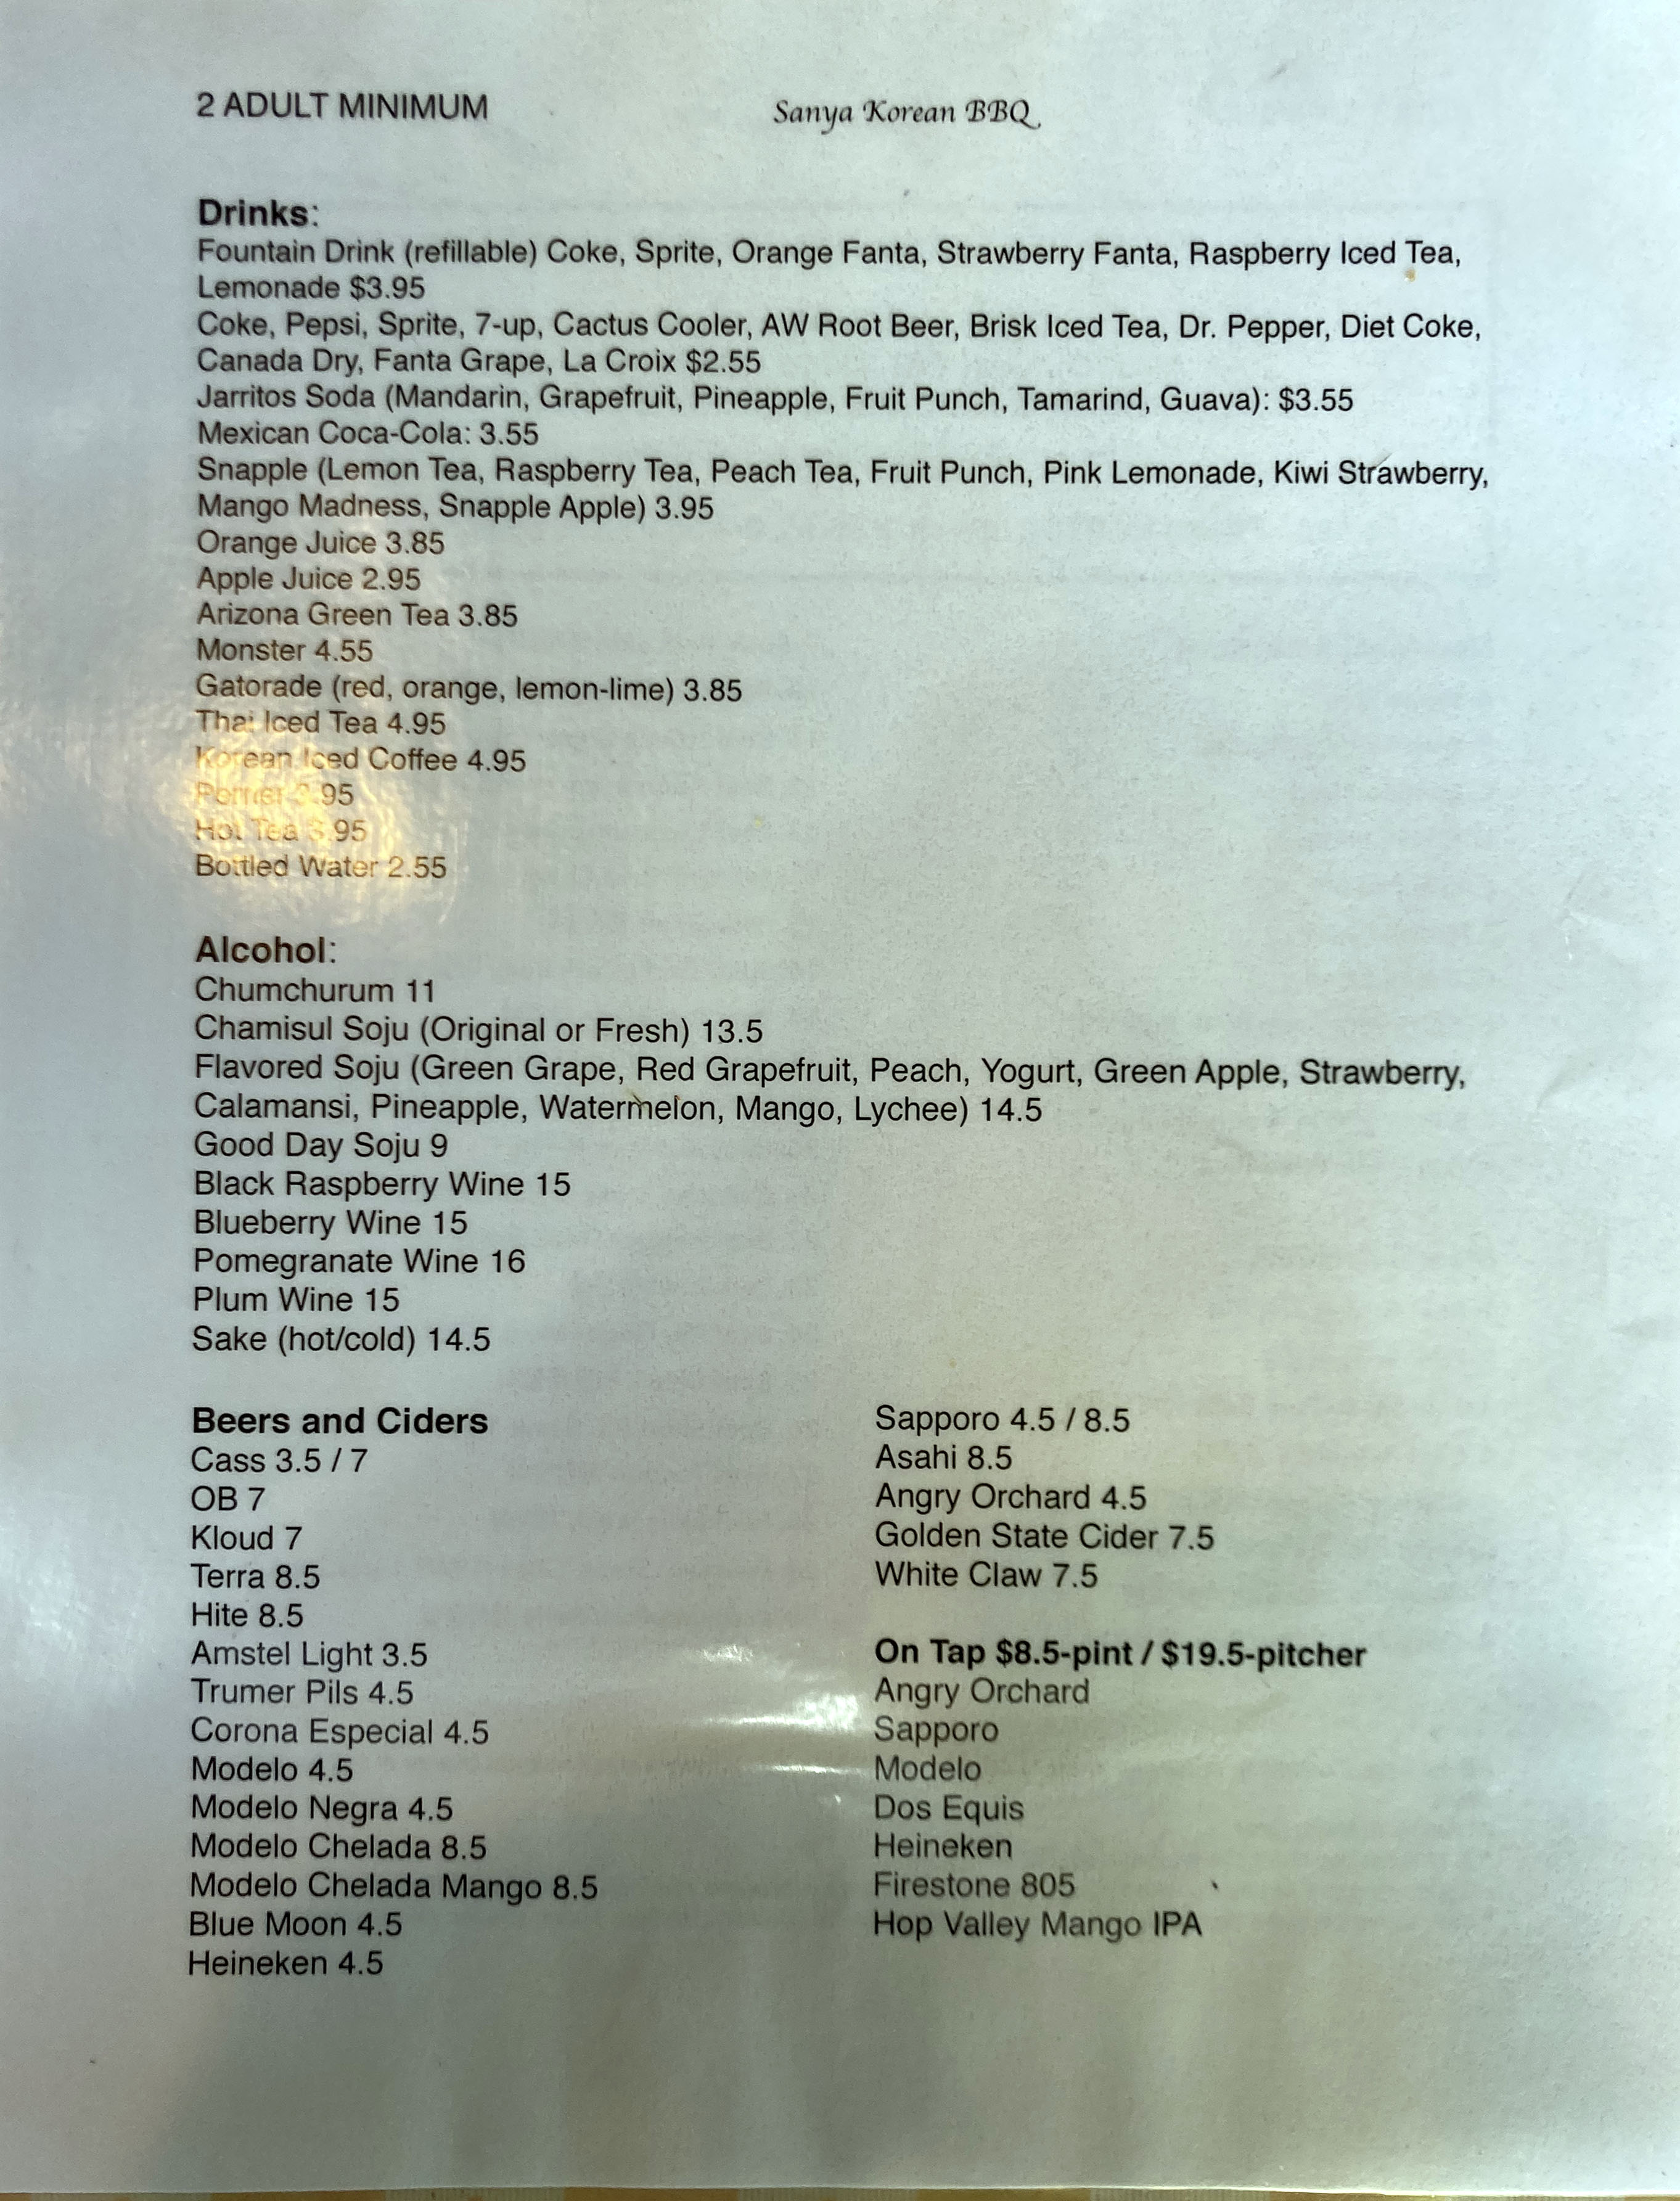 2 ADULT MINIMUM
Sanya Korean BBQ
Drinks:
Fountain Drink (refillable) Coke, Sprite, Orange Fanta, Strawberry Fanta, Raspberry Iced Tea,
Lemonade $3.95
Coke, Pepsi, Sprite, 7-up, Cactus Cooler, AW Root Beer, Brisk Iced Tea, Dr. Pepper, Diet Coke,
Canada Dry, Fanta Grape, La Croix $2.55
Jarritos Soda (Mandarin, Grapefruit, Pineapple, Fruit Punch, Tamarind, Guava): $3.55
Mexican Coca-Cola: 3.55
Snapple (Lemon Tea, Raspberry Tea, Peach Tea, Fruit Punch, Pink Lemonade, Kiwi Strawberry,
Mango Madness, Snapple Apple) 3.95
Orange Juice 3.85
Apple Juice 2.95
Arizona Green Tea 3.85
Monster 4.55
Gatorade (red, orange, lemon-lime) 3.85
Thai Iced Tea 4.95
Korean Iced Coffee 4.95
Perrier
Hot Tea
Bottled Water 2.55
Alcohol:
Chumchurum 11
Chamisul Soju (Original or Fresh) 13.5
Flavored Soju (Green Grape, Red Grapefruit, Peach, Yogurt, Green Apple, Strawberry,
Calamansi, Pineapple, Watermelon, Mango, Lychee) 14.5
Good Day Soju 9
Black Raspberry Wine 15
Blueberry Wine 15
Pomegranate Wine 16
Plum Wine 15
Sake (hot/cold) 14.5
Beers and Ciders
Cass 3.5 / 7
OB 7
Kloud 7
Terra 8.5
Hite 8.5
Amstel Light 3.5
Trumer Pils 4.5
Corona Especial 4.5
Modelo 4.5
Modelo Negra 4.5
Modelo Chelada 8.5
Modelo Chelada Mango 8.5
Blue Moon 4.5
Heineken 4.5
Sapporo 4.5 / 8.5
Asahi 8.5
Angry Orchard 4.5
Golden State Cider 7.5
White Claw 7.5
On Tap $8.5-pint / $19.5-pitcher
Angry Orchard
Sapporo
Modelo
Dos Equis
Heineken
Firestone 805
Hop Valley Mango IPA